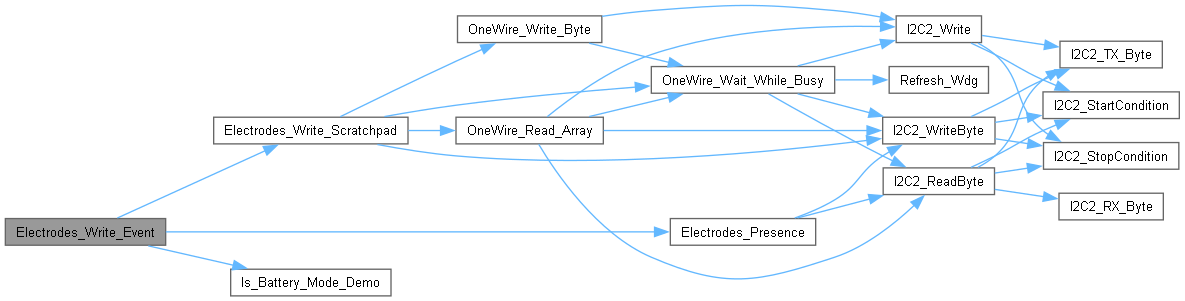 OneWire_Write_Byte
I2C2_Write
I2C2_TX_Byte
OneWire_Wait_While_Busy
Refresh_Wdg
I2C2_StartCondition
Electrodes_Write_Scratchpad
OneWire_Read_Array
I2C2_WriteByte
I2C2_StopCondition
I2C2_ReadByte
I2C2_RX_Byte
Electrodes_Write_Event
Electrodes_Presence
Is_Battery_Mode_Demo